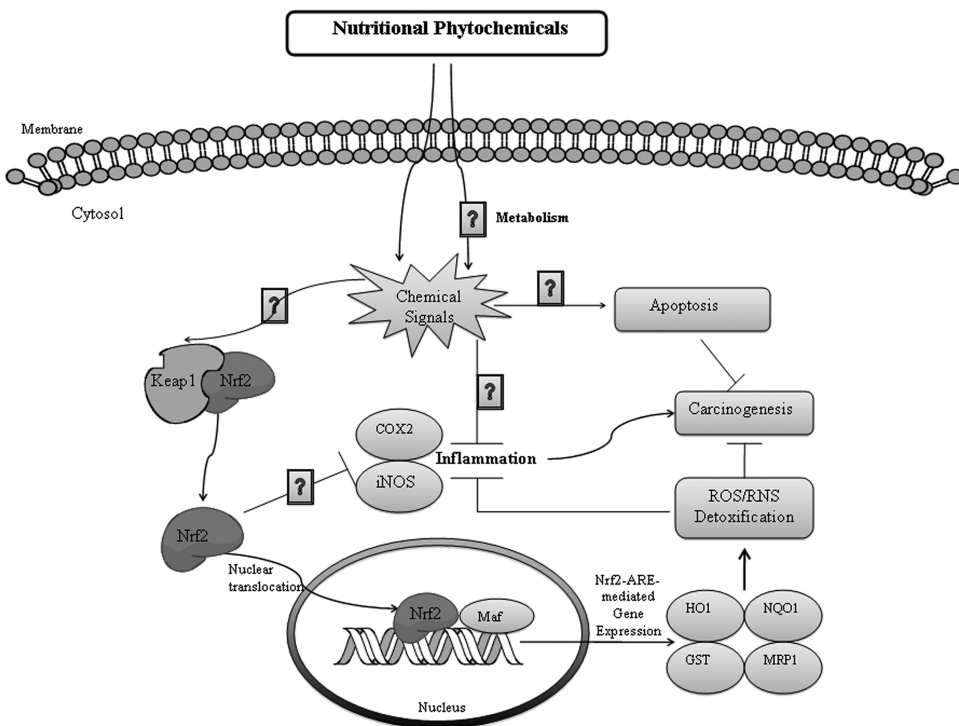 Nutritional Phytochemicals
Membrane
Cytosol
?
Metabolism
?
Chemical
Signals
?
Apoptosis
Keap1
Nrf2
?
Carcinogenesis
COX2
Inflammation
iNOS
?
ROS/RNS
Detoxification
Nrf2
Nuclear
translocation
Nrf2-ARE-
mediated
Gene
Expression
Nrf2
Maf
HO1
NQO1
GST
MRP1
Nucleus